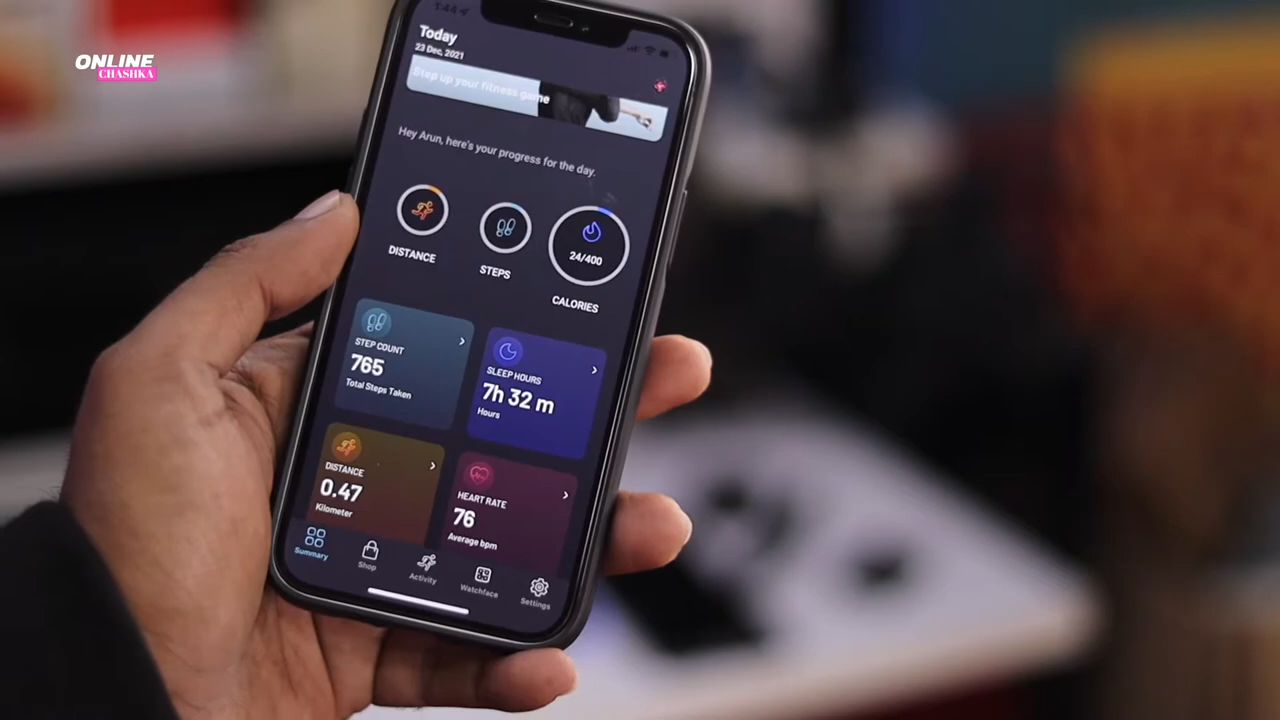 ONLINE
CHASHKA
1:44
Today
23 Dec, 2021
Step up your fitness game
Hey Arun, here's your progress for the day.
DISTANCE
STEPS
24/400
CALORIES
STEP COUNT
765
Total Steps Taken
SLEEP HOURS
7h 32 m
Hours
DISTANCE
0.47
Kilometer
HEART RATE
76
Average bpm
Summary
Shop
Activity
Watchface
Settings